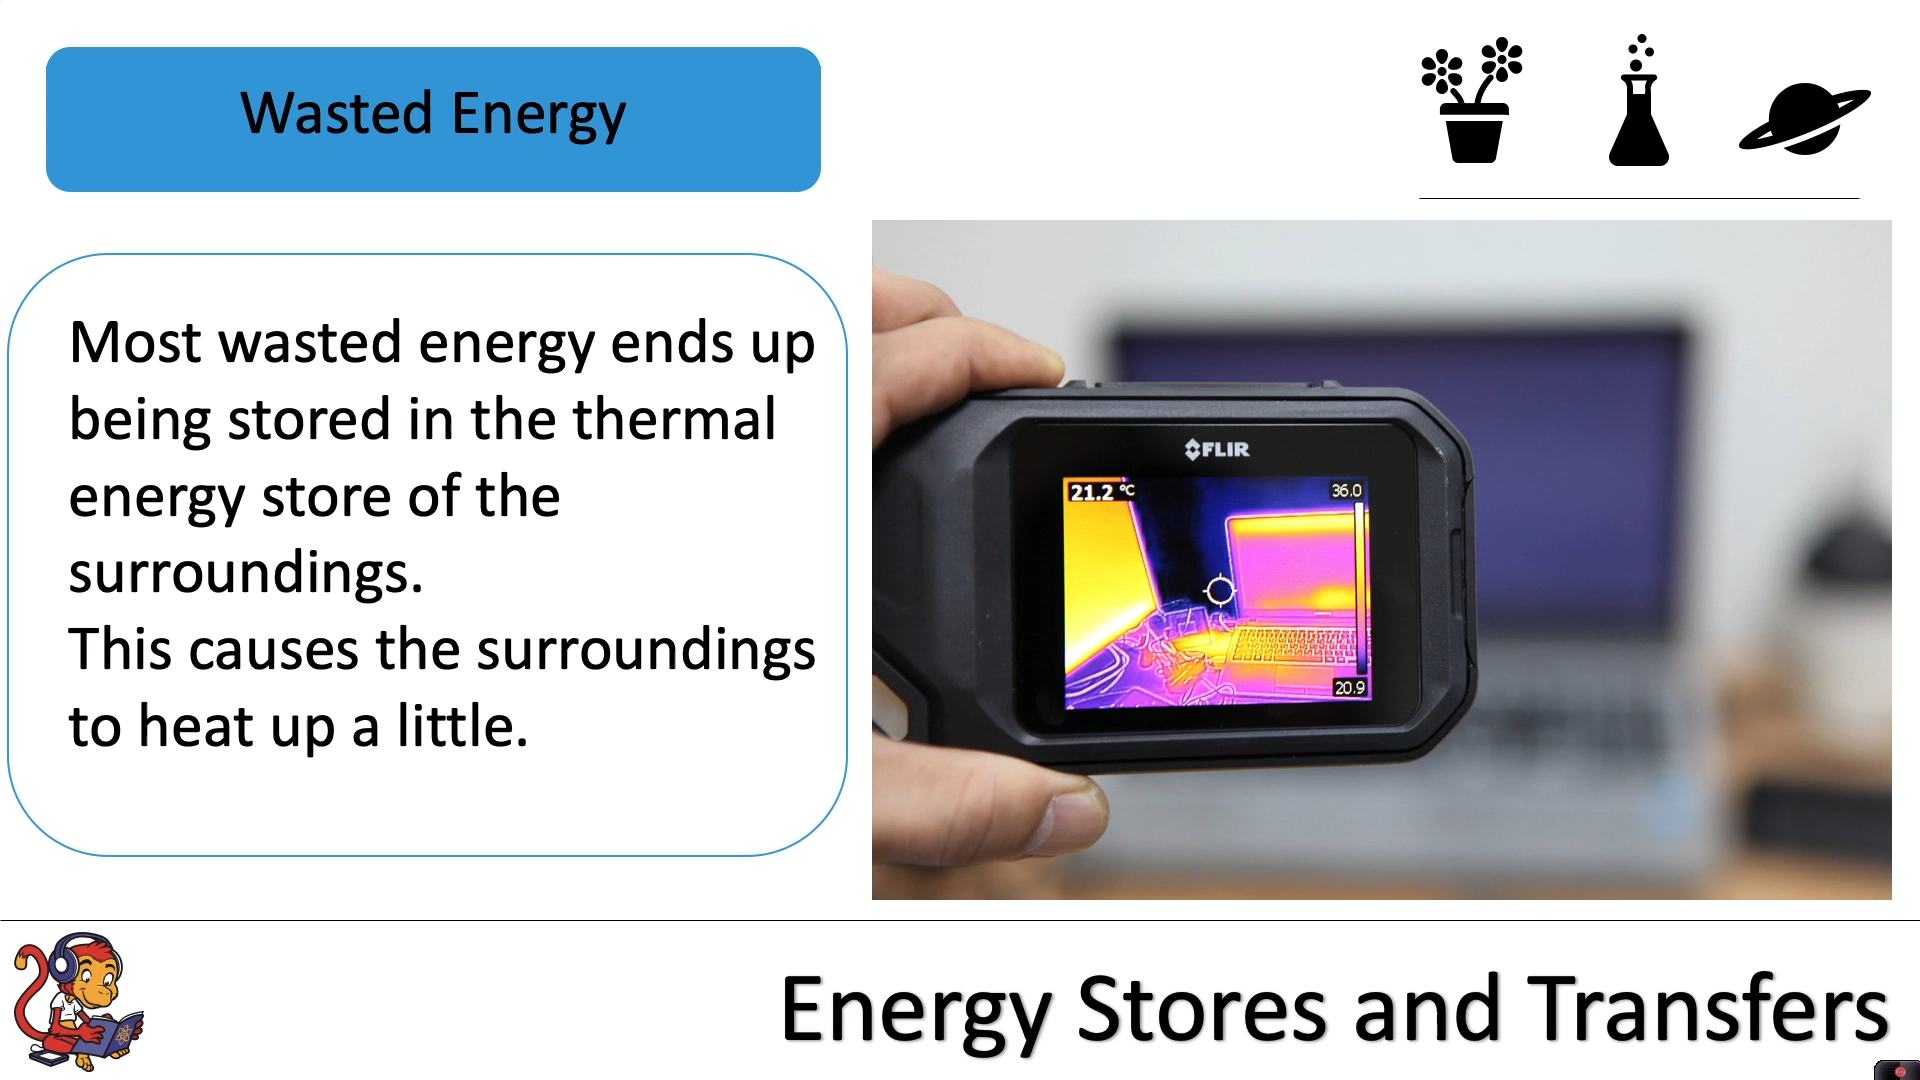 Wasted Energy
Most wasted energy ends up
being stored in the thermal
energy store of the
surroundings.
This causes the surroundings
to heat up a little.
FLIR
21.2 °C
36.0
20.9
Energy Stores and Transfers